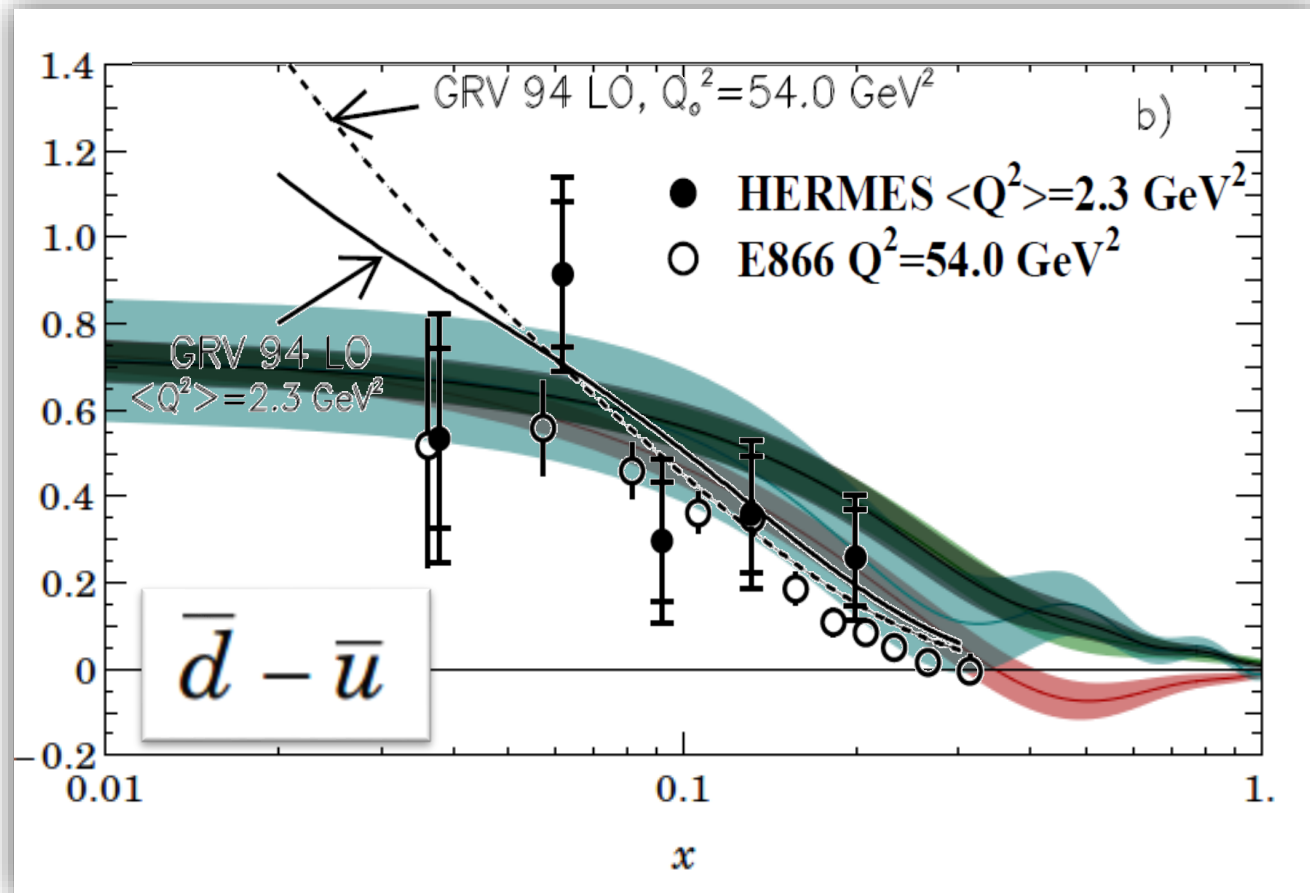 1.4
1.2
1.0
0.8
0.6
0.4
0.2
0
−0.2
GRV 94 LO, Q₀²=54.0 GeV²
b)
HERMES <Q²>=2.3 GeV²
E866 Q²=54.0 GeV²
GRV 94 LO
<Q²>=2.3 GeV²
d̅ − u̅
0.01 0.1 1.
x